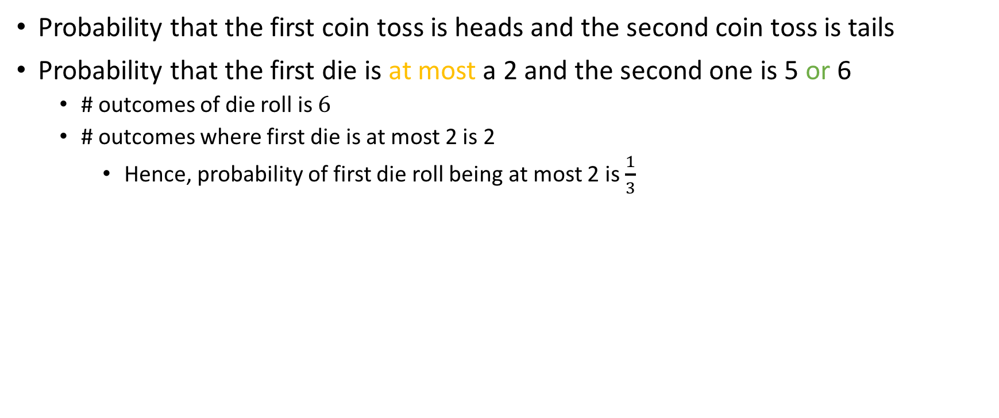 • Probability that the first coin toss is heads and the second coin toss is tails
• Probability that the first die is at most a 2 and the second one is 5 or 6
• # outcomes of die roll is 6
• # outcomes where first die is at most 2 is 2
• Hence, probability of first die roll being at most 2 is 1/3